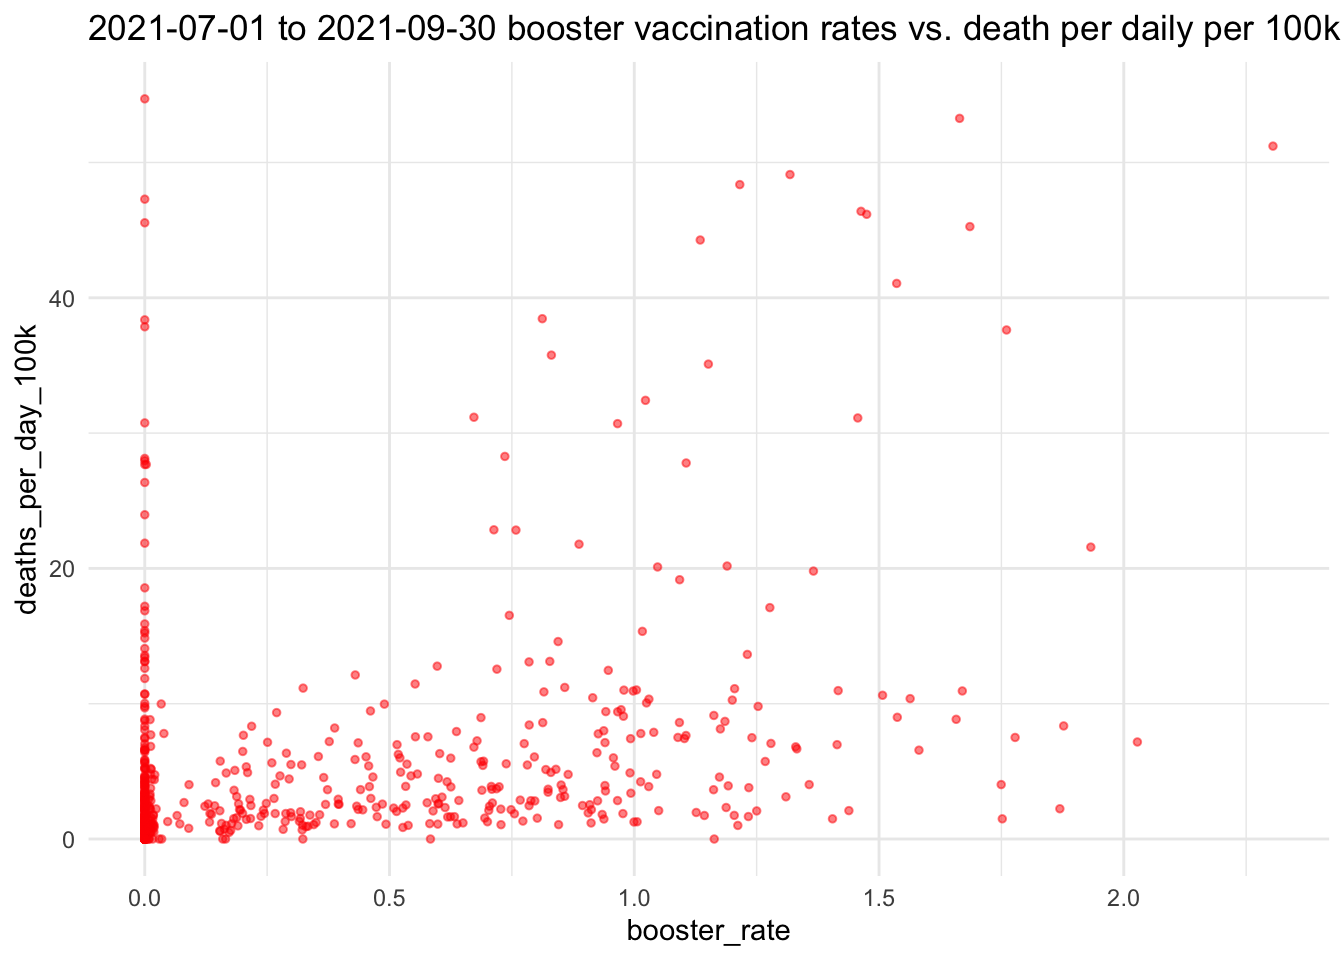 2021-07-01 to 2021-09-30 booster vaccination rates vs. death per daily per 100k
deaths_per_day_100k
40
20
0
0.0 0.5 1.0 1.5 2.0
booster_rate